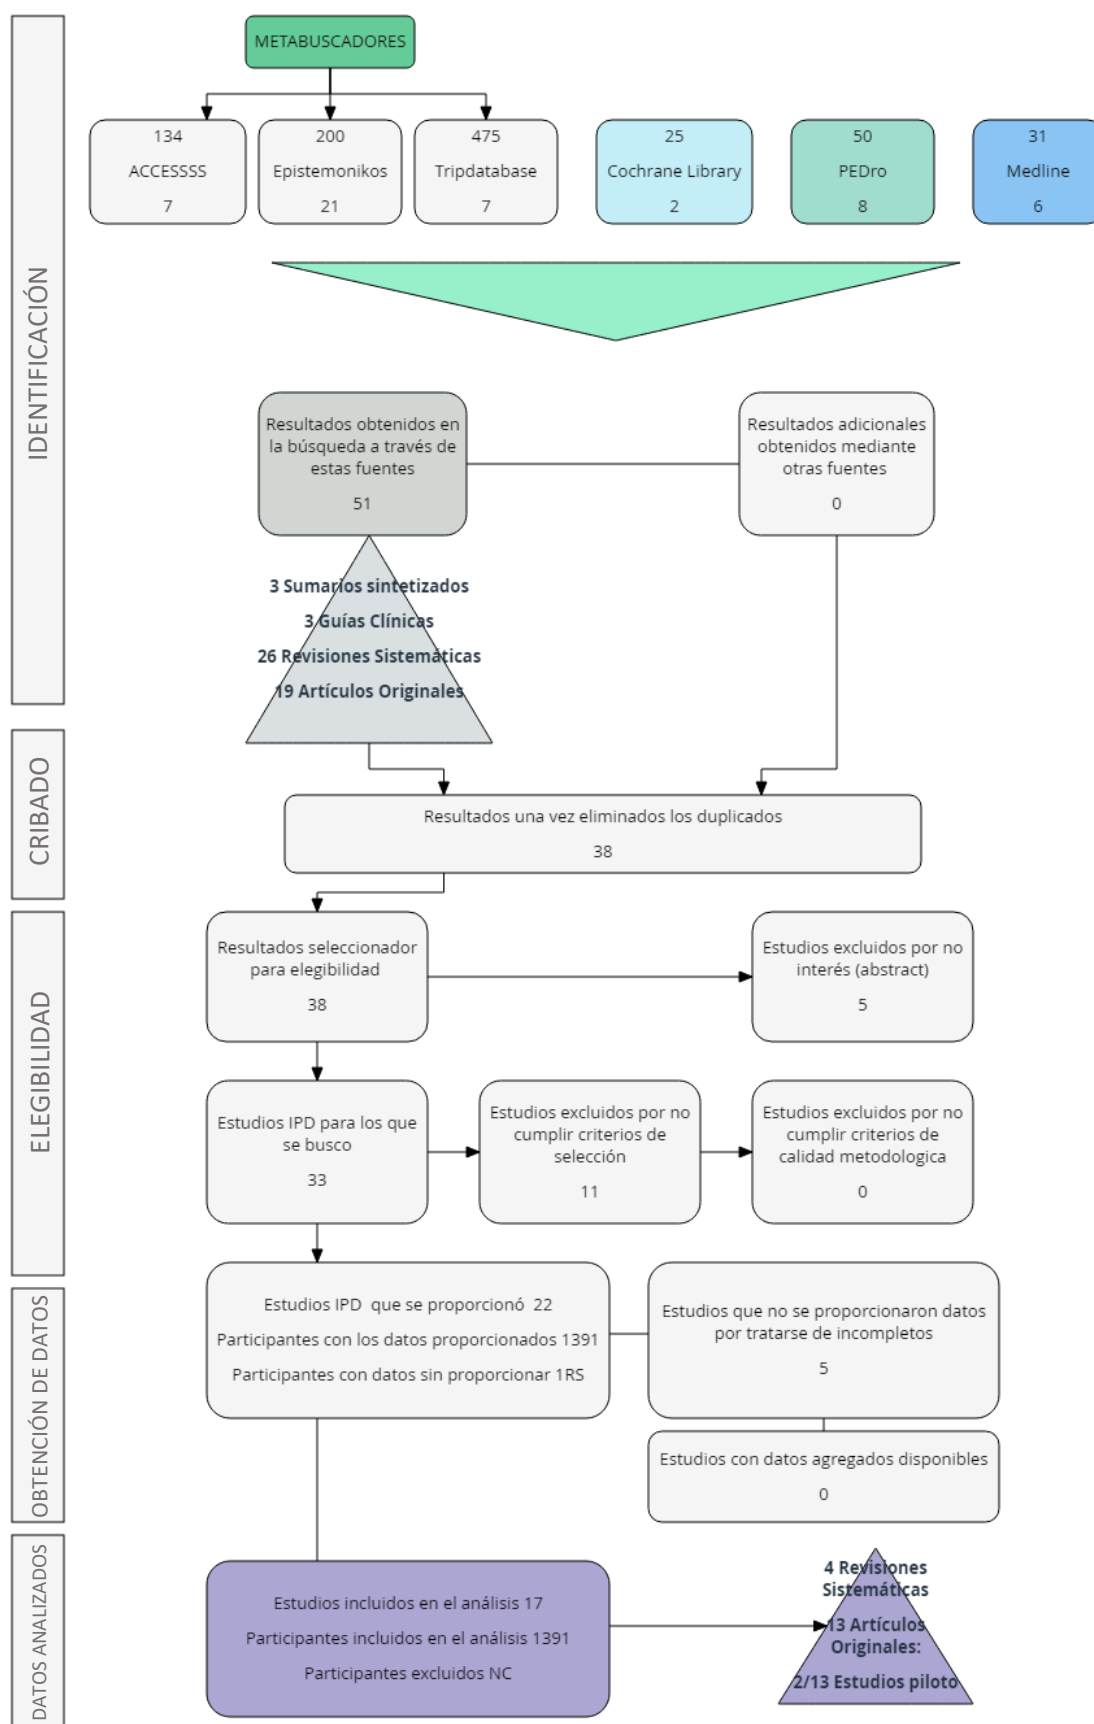 IDENTIFICACIÓN
METABUSCADORES
134
ACCESSSS
7
200
Epistemonikos
21
475
Tripdatabase
7
25
Cochrane Library
2
50
PEDro
8
31
Medline
6
Resultados obtenidos en
la búsqueda a través de
estas fuentes
51
Resultados adicionales
obtenidos mediante
otras fuentes
0
3 Sumarios sintetizados
3 Guías Clínicas
26 Revisiones Sistemáticas
19 Artículos Originales
CRIBADO
Resultados una vez eliminados los duplicados
38
ELEGIBILIDAD
Resultados seleccionador
para elegibilidad
38
Estudios excluidos por no
interés (abstract)
5
Estudios IPD para los que
se busco
33
Estudios excluidos por no
cumplir criterios de
selección
11
Estudios excluidos por no
cumplir criterios de
calidad metodologica
0
OBTENCIÓN DE DATOS
Estudios IPD que se proporcionó 22
Participantes con los datos proporcionados 1391
Participantes con datos sin proporcionar 1RS
Estudios que no se proporcionaron datos
por tratarse de incompletos
5
Estudios con datos agregados disponibles
0
DATOS ANALIZADOS
Estudios incluidos en el análisis 17
Participantes incluidos en el análisis 1391
Participantes excluidos NC
4 Revisiones
Sistemáticas
13 Artículos
Originales:
2/13 Estudios piloto